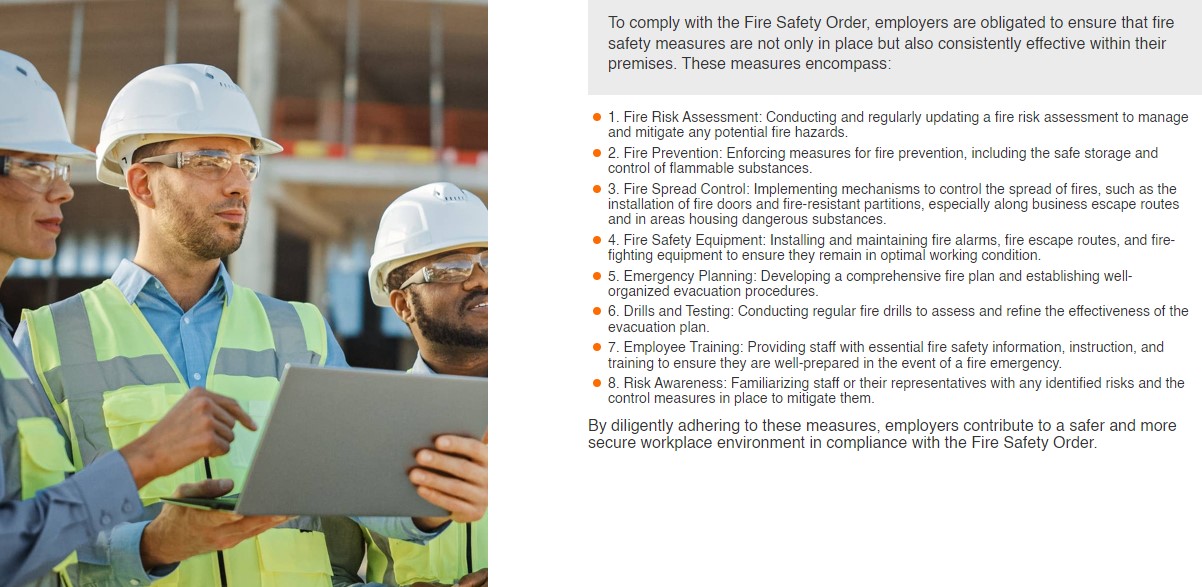 To comply with the Fire Safety Order, employers are obligated to ensure that fire
safety measures are not only in place but also consistently effective within their
premises. These measures encompass:
1. Fire Risk Assessment: Conducting and regularly updating a fire risk assessment to manage
and mitigate any potential fire hazards.
2. Fire Prevention: Enforcing measures for fire prevention, including the safe storage and
control of flammable substances.
3. Fire Spread Control: Implementing mechanisms to control the spread of fires, such as the
installation of fire doors and fire-resistant partitions, especially along business escape routes
and in areas housing dangerous substances.
4. Fire Safety Equipment: Installing and maintaining fire alarms, fire escape routes, and fire-
fighting equipment to ensure they remain in optimal working condition.
5. Emergency Planning: Developing a comprehensive fire plan and establishing well-
organized evacuation procedures.
6. Drills and Testing: Conducting regular fire drills to assess and refine the effectiveness of the
evacuation plan.
7. Employee Training: Providing staff with essential fire safety information, instruction, and
training to ensure they are well-prepared in the event of a fire emergency.
8. Risk Awareness: Familiarizing staff or their representatives with any identified risks and the
control measures in place to mitigate them.
By diligently adhering to these measures, employers contribute to a safer and more
secure workplace environment in compliance with the Fire Safety Order.